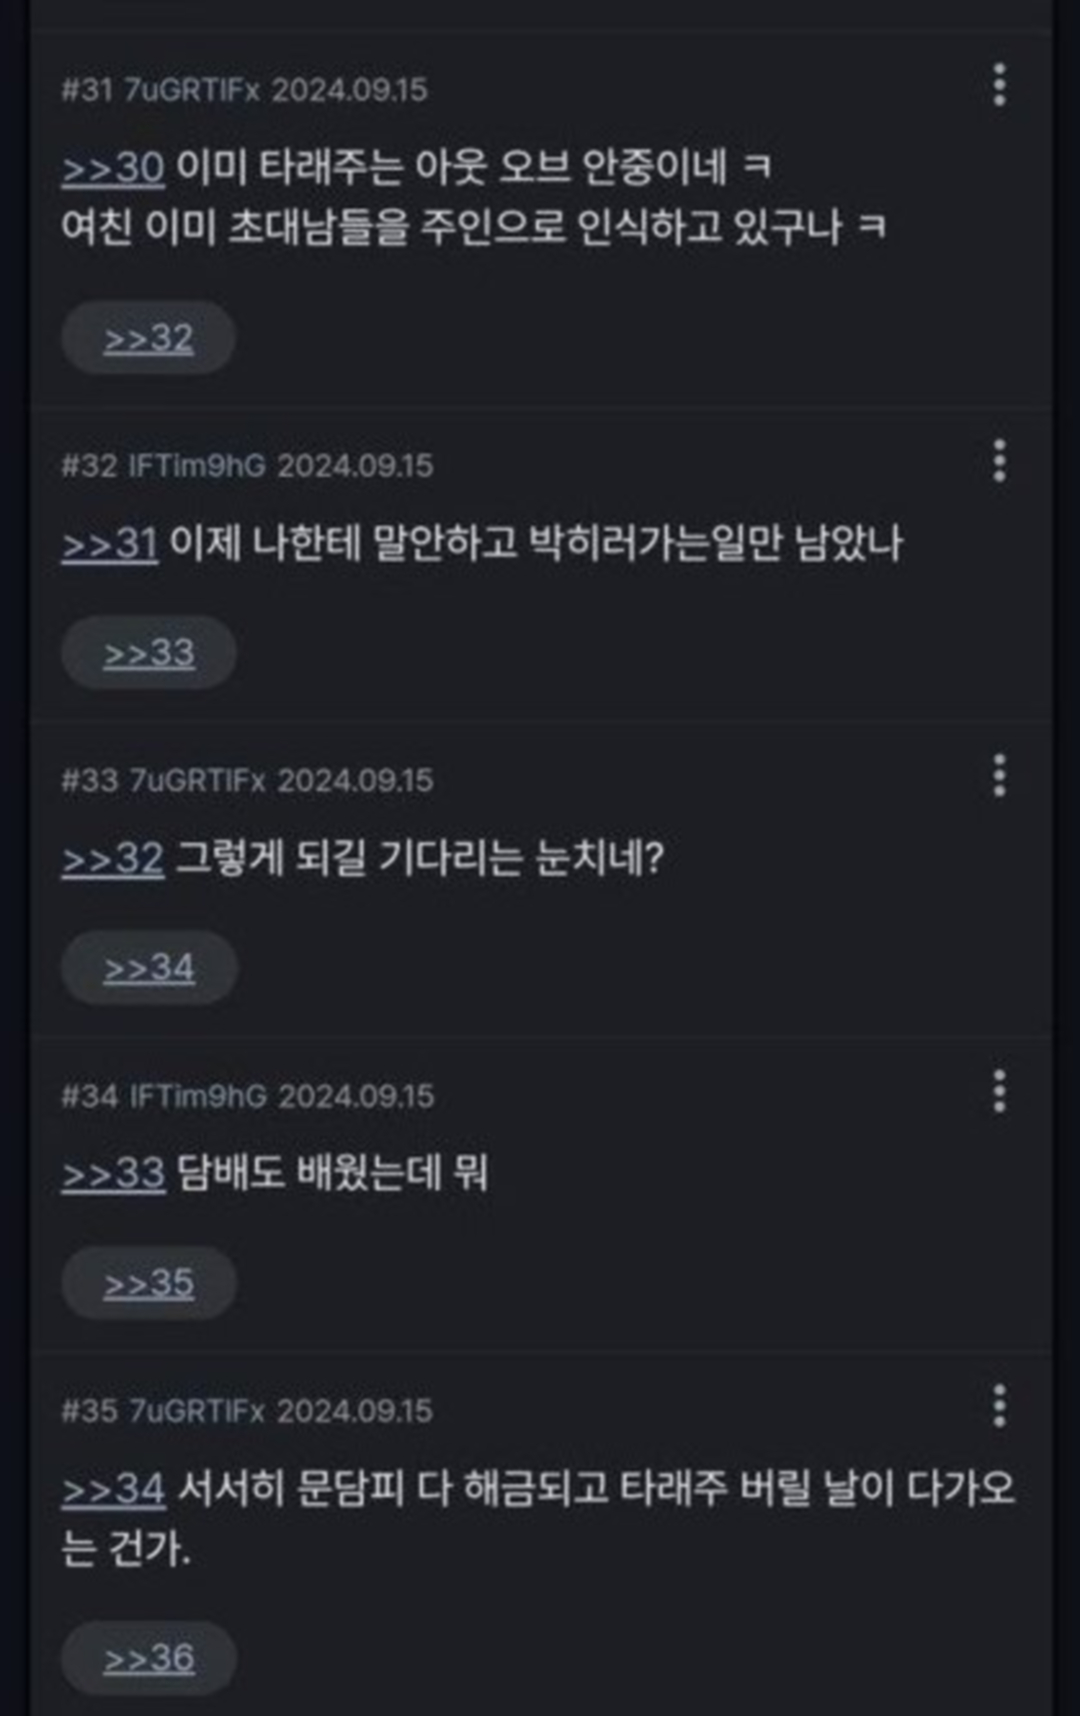 #31 7uGRTlFx 2024.09.15
>>30 이미 타래주는 아웃 오브 안중이네 ㅋ
여친 이미 초대남들을 주인으로 인식하고 있구나 ㅋ
>>32
#32 lFTim9hG 2024.09.15
>>31 이제 나한테 말안하고 박히러가는일만 남았나
>>33
#33 7uGRTlFx 2024.09.15
>>32 그렇게 되길 기다리는 눈치네?
>>34
#34 lFTim9hG 2024.09.15
>>33 담배도 배웠는데 뭐
>>35
#35 7uGRTlFx 2024.09.15
>>34 서서히 문담피 다 해금되고 타래주 버릴 날이 다가오
는 건가.
>>36